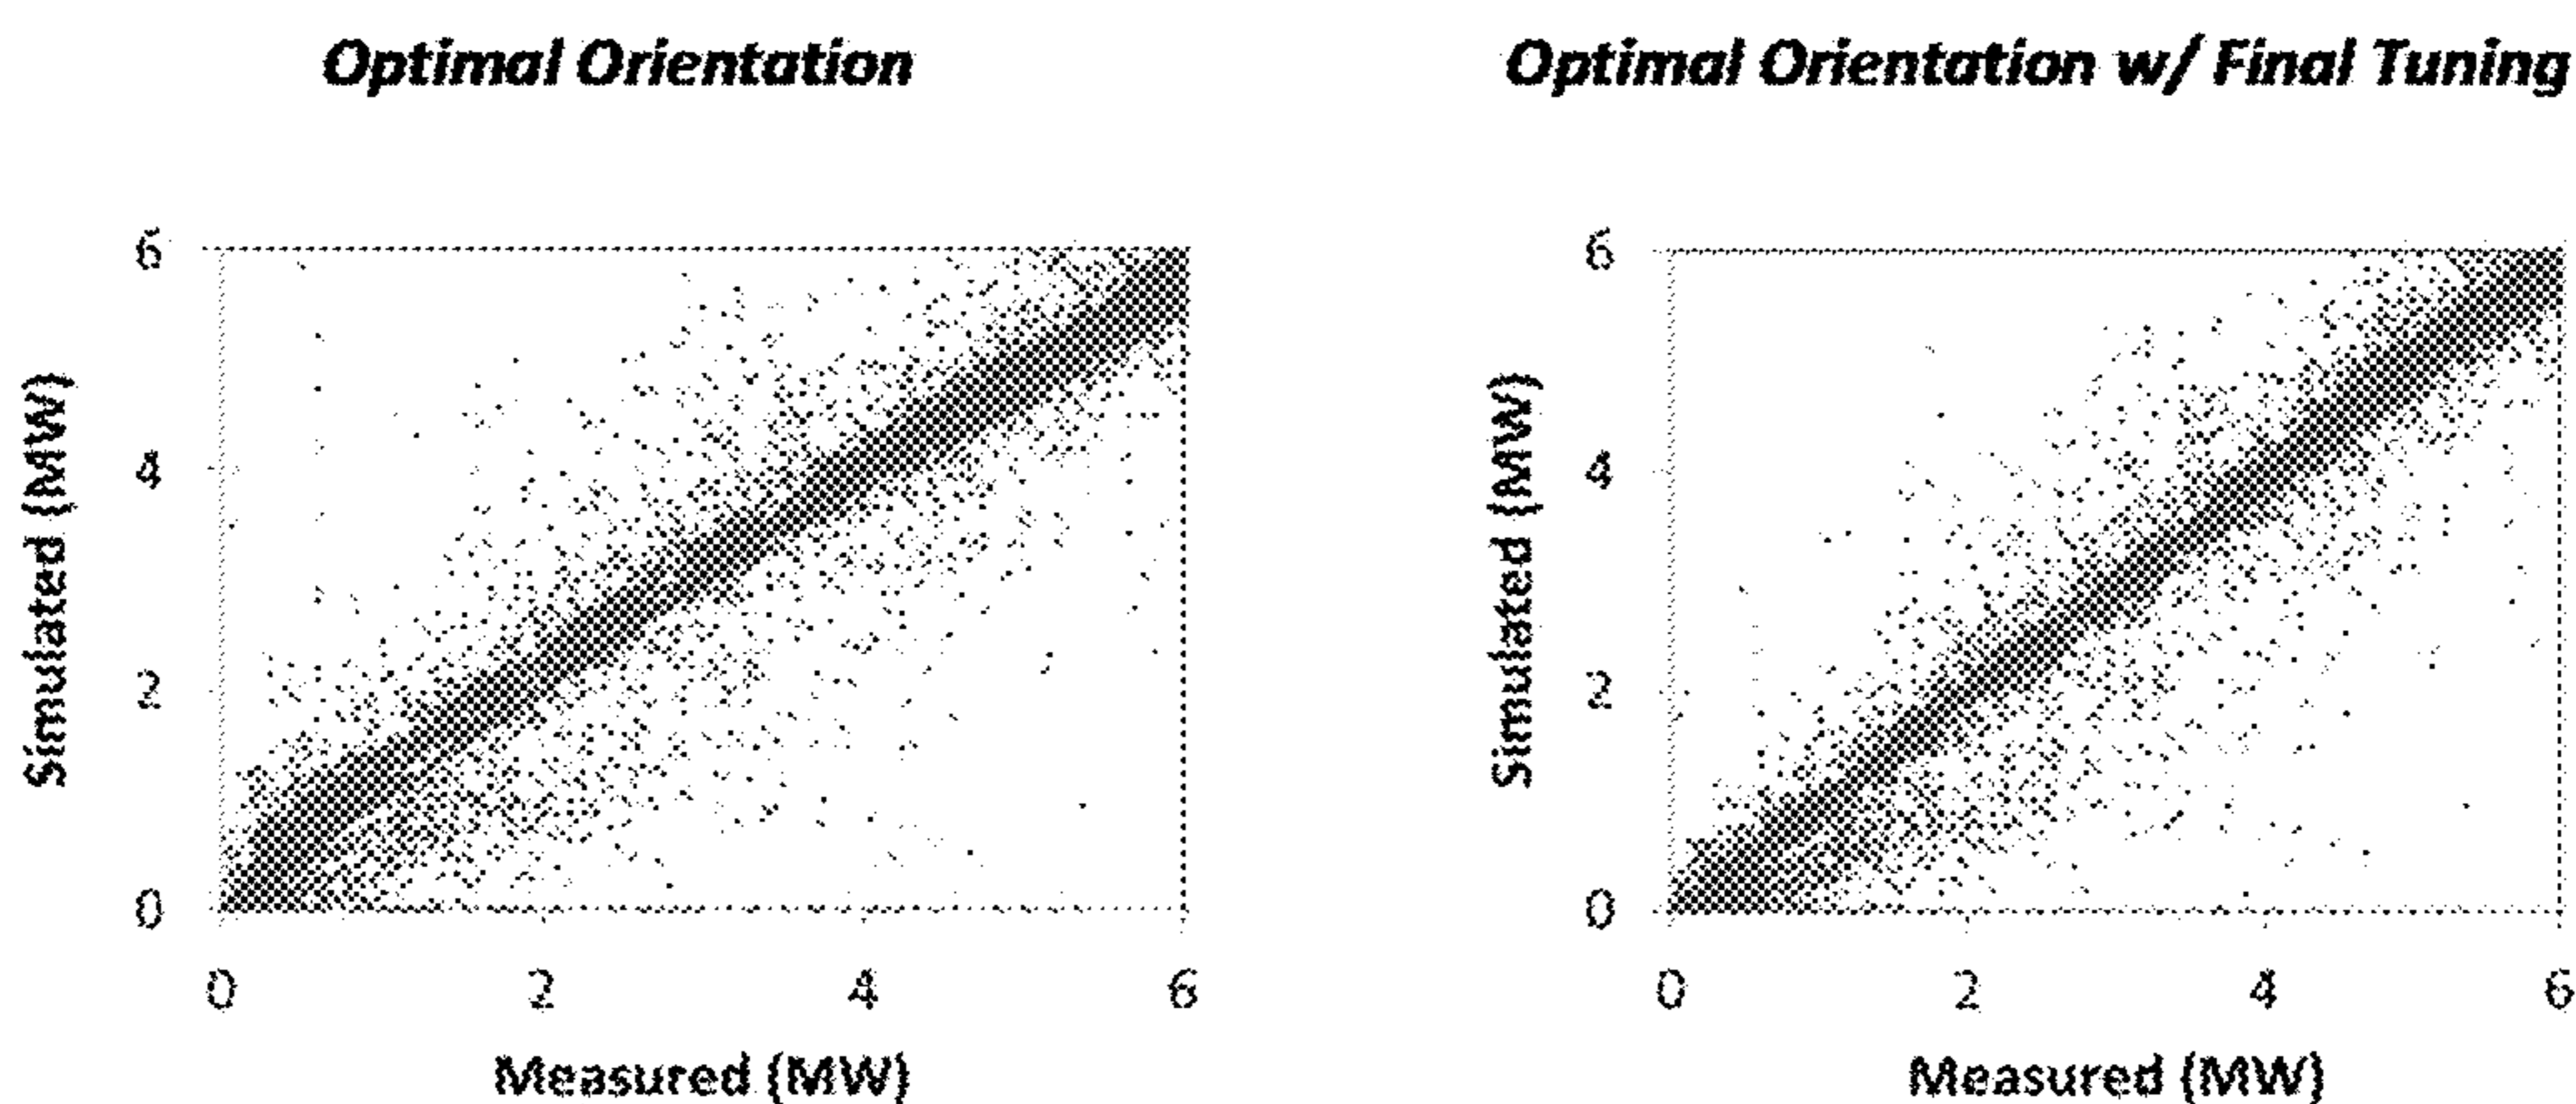 Optimal Orientation
Optimal Orientation w/ Final Tuning
Simulated (MW)
6
4
2
0
0 2 4 6
Measured (MW)
Simulated (MW)
6
4
2
0
0 2 4 6
Measured (MW)